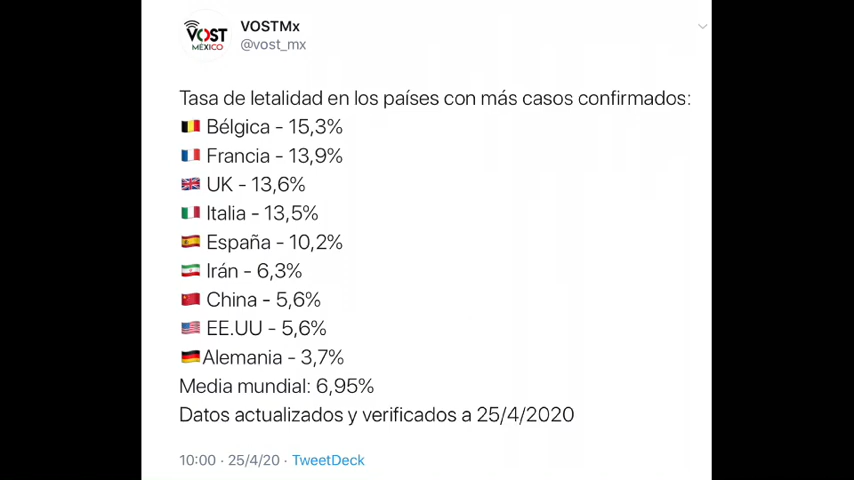 VOST
MÉXICO
VOSTMx
@vost_mx
Tasa de letalidad en los países con más casos confirmados:
Bélgica - 15,3%
Francia - 13,9%
UK - 13,6%
Italia - 13,5%
España - 10,2%
Irán - 6,3%
China - 5,6%
EE.UU - 5,6%
Alemania - 3,7%
Media mundial: 6,95%
Datos actualizados y verificados a 25/4/2020
10:00 · 25/4/20 · TweetDeck